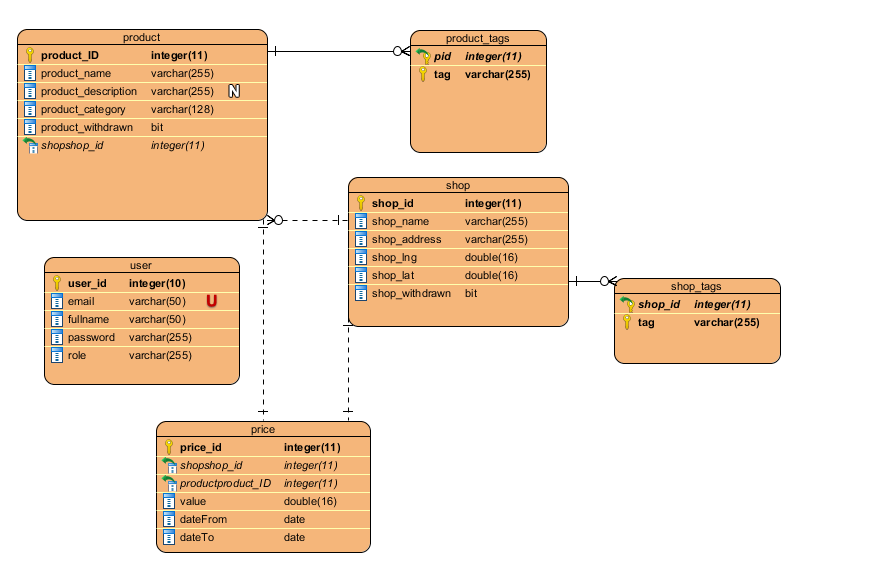 product
product_ID integer(11)
product_name varchar(255)
product_description varchar(255) N
product_category varchar(128)
product_withdrawn bit
shopshop_id integer(11)
product_tags
pid integer(11)
tag varchar(255)
shop
shop_id integer(11)
shop_name varchar(255)
shop_address varchar(255)
shop_lng double(16)
shop_lat double(16)
shop_withdrawn bit
user
user_id integer(10)
email varchar(50) U
fullname varchar(50)
password varchar(255)
role varchar(255)
shop_tags
shop_id integer(11)
tag varchar(255)
price
price_id integer(11)
shopshop_id integer(11)
productproduct_ID integer(11)
value double(16)
dateFrom date
dateTo date